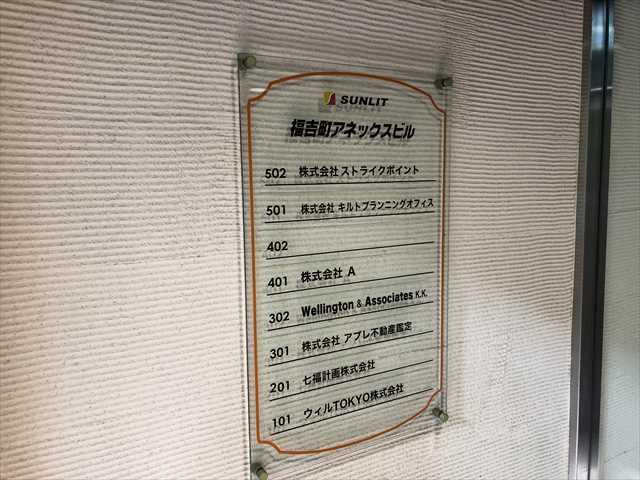 SUNLIT
福吉町アネックスビル
502 株式会社 ストライクポイント
501 株式会社 キルトプランニングオフィス
402
401 株式会社 A
302 Wellington & Associates K.K.
301 株式会社 アプレ不動産鑑定
201 七福計画株式会社
101 ウィルTOKYO株式会社